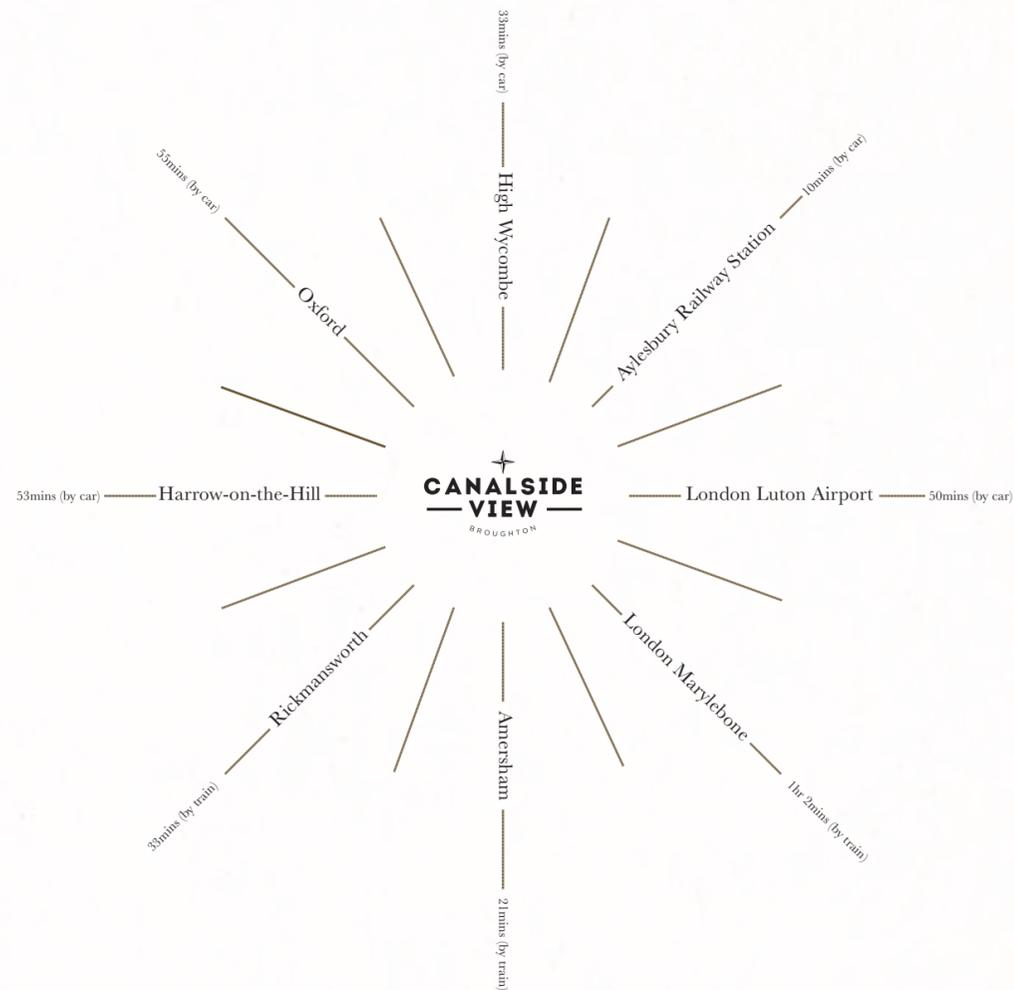 33mins (by car)
High Wycombe
10mins (by car)
Aylesbury Railway Station
50mins (by car)
London Luton Airport
1hr 2mins (by train)
London Marylebone
21mins (by train)
Amersham
33mins (by train)
Rickmansworth
53mins (by car)
Harrow-on-the-Hill
55mins (by car)
Oxford
CANALSIDE
VIEW
BROUGHTON